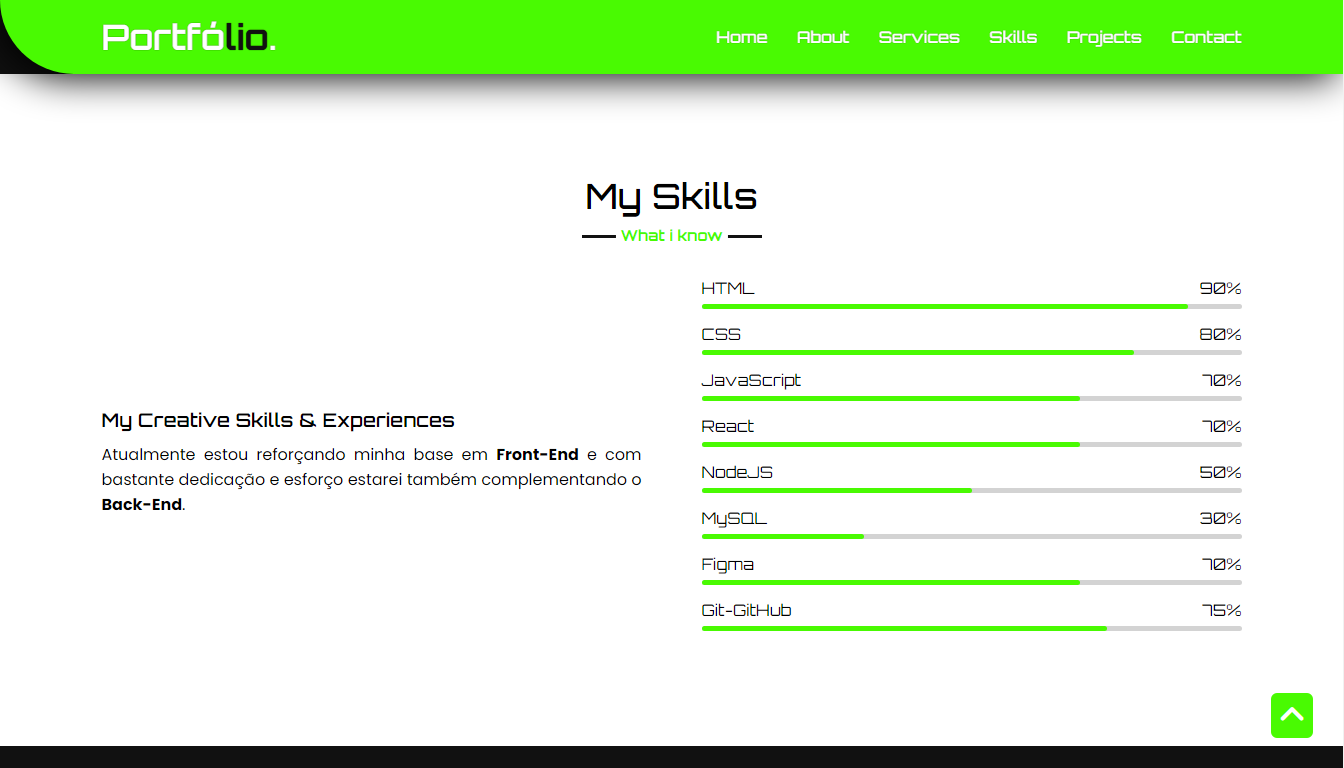 Portfólio.
Home About Services Skills Projects Contact
My Skills
What i know
My Creative Skills & Experiences
Atualmente estou reforçando minha base em Front-End e com
bastante dedicação e esforço estarei também complementando o
Back-End.
HTML 90%
CSS 80%
JavaScript 70%
React 70%
NodeJS 50%
MySQL 30%
Figma 70%
Git-GitHub 75%